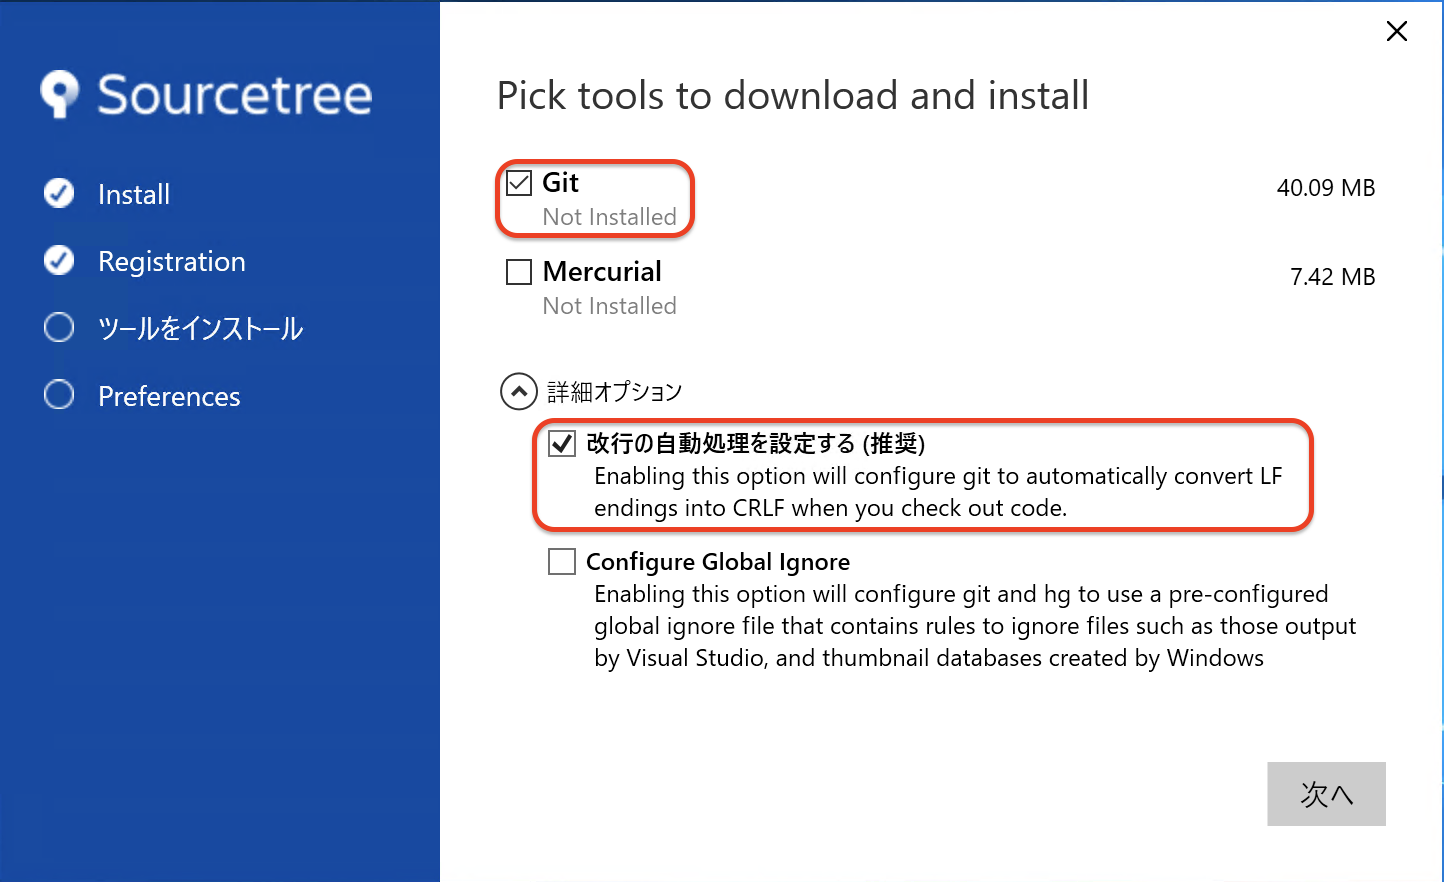 Sourcetree
Install
Registration
ツールをインストール
Preferences
Pick tools to download and install
Git
40.09 MB
Not Installed
Mercurial
7.42 MB
Not Installed
詳細オプション
改行の自動処理を設定する (推奨)
Enabling this option will configure git to automatically convert LF
endings into CRLF when you check out code.
Configure Global Ignore
Enabling this option will configure git and hg to use a pre-configured
global ignore file that contains rules to ignore files such as those output
by Visual Studio, and thumbnail databases created by Windows
次へ